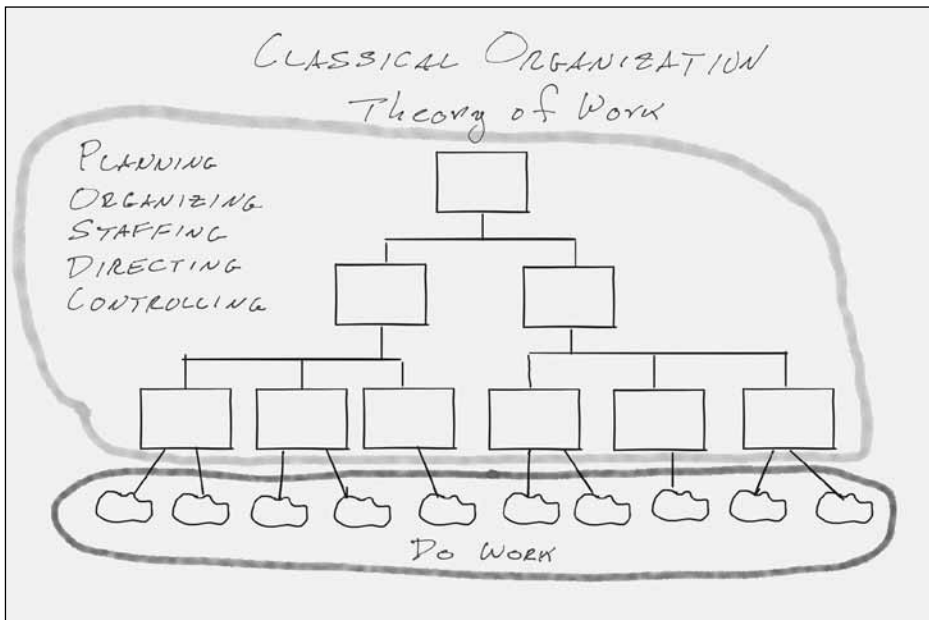 CLASSICAL ORGANIZATION
Theory of Work
PLANNING
ORGANIZING
STAFFING
DIRECTING
CONTROLLING
DO WORK